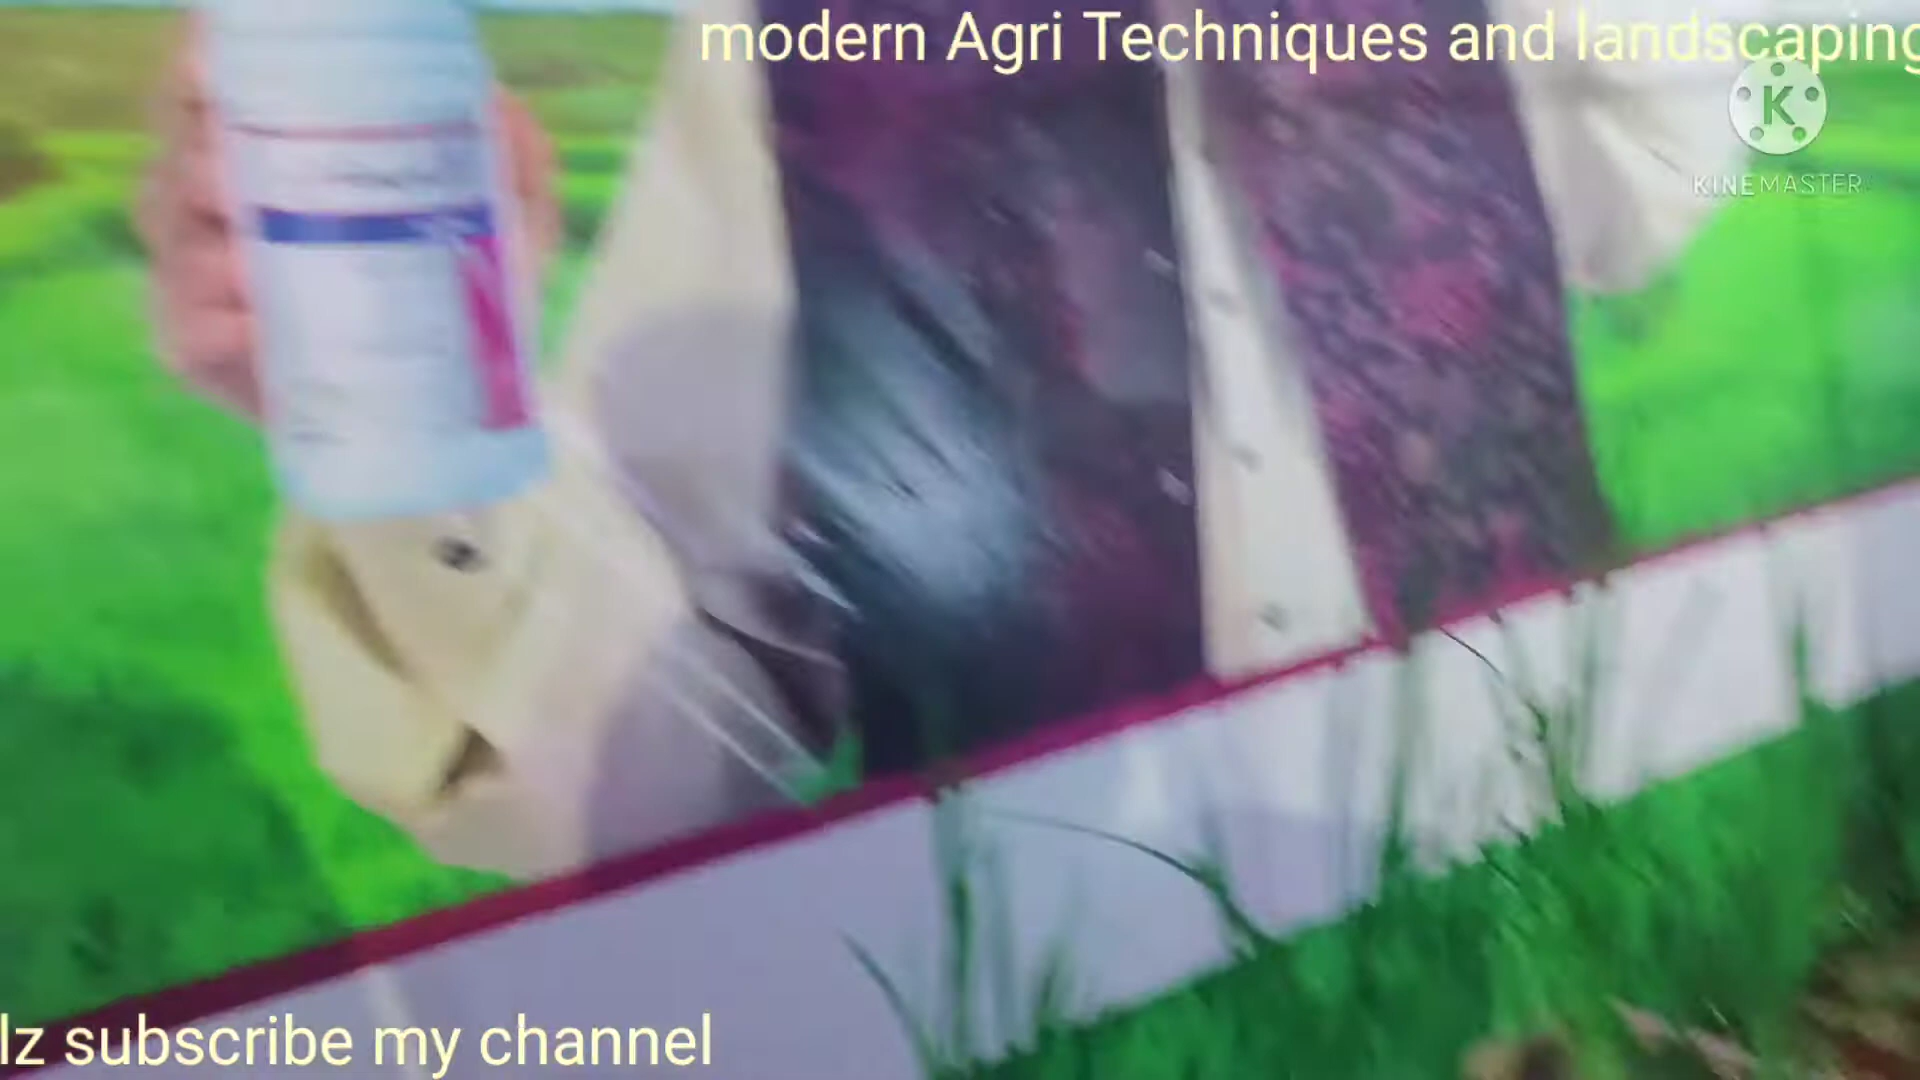 modern Agri Techniques and landscaping
KINEMASTER
lz subscribe my channel